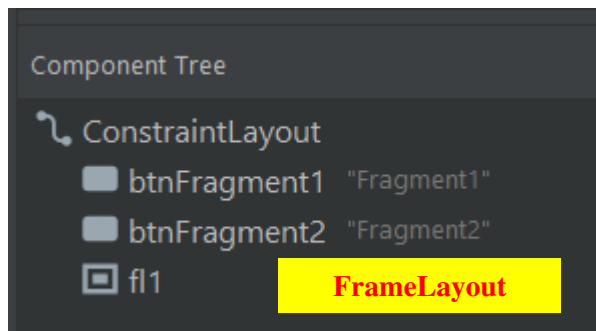 Component Tree
ConstraintLayout
btnFragment1 "Fragment1"
btnFragment2 "Fragment2"
fl1 FrameLayout